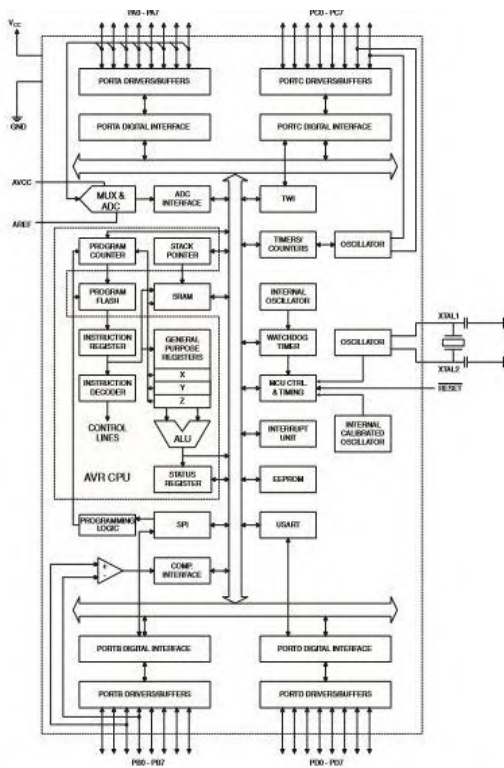 PA0 - PA7
PC0 - PC7
VCC
GND
PORTA DRIVERS/BUFFERS
PORTC DRIVERS/BUFFERS
PORTA DIGITAL INTERFACE
PORTC DIGITAL INTERFACE
AVCC
MUX &
ADC
ADC
INTERFACE
TWI
AREF
PROGRAM
COUNTER
STACK
POINTER
TIMERS/
COUNTERS
OSCILLATOR
PROGRAM
FLASH
SRAM
INTERNAL
OSCILLATOR
XTAL1
INSTRUCTION
REGISTER
GENERAL
PURPOSE
REGISTERS
WATCHDOG
TIMER
OSCILLATOR
XTAL2
X
Y
Z
INSTRUCTION
DECODER
MCU CTRL.
& TIMING
RESET
CONTROL
LINES
ALU
INTERRUPT
UNIT
INTERNAL
CALIBRATED
OSCILLATOR
AVR CPU
STATUS
REGISTER
EEPROM
PROGRAMMING
LOGIC
SPI
USART
+
-
COMP.
INTERFACE
PORTB DIGITAL INTERFACE
PORTD DIGITAL INTERFACE
PORTB DRIVERS/BUFFERS
PORTD DRIVERS/BUFFERS
PB0 - PB7
PD0 - PD7